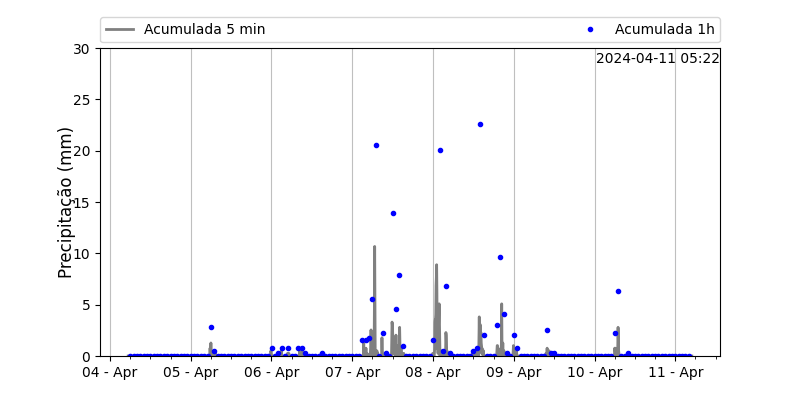 Acumulada 5 min
Acumulada 1h
2024-04-11 05:22
Precipitação (mm)
30
25
20
15
10
5
0
04 - Apr
05 - Apr
06 - Apr
07 - Apr
08 - Apr
09 - Apr
10 - Apr
11 - Apr